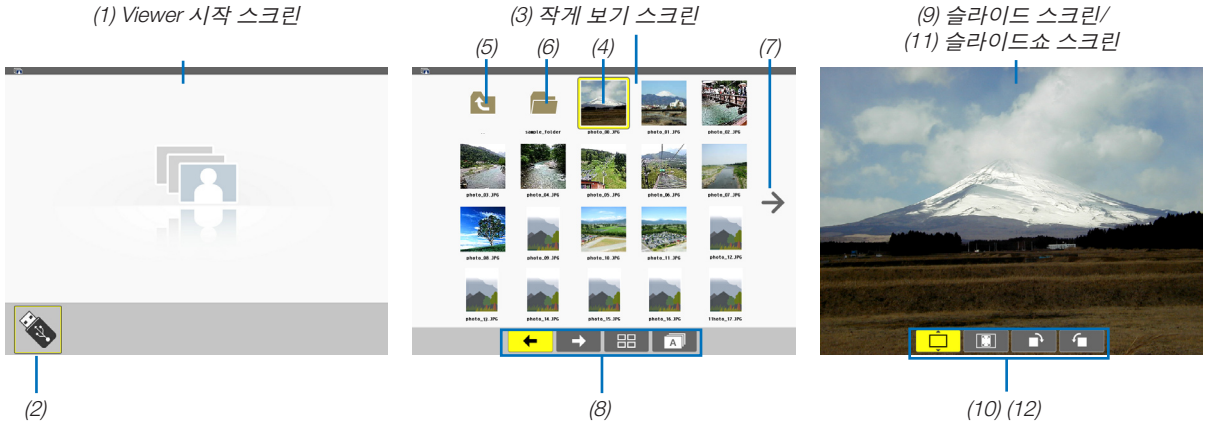 (1) Viewer 시작 스크린
(3) 작게 보기 스크린
(9) 슬라이드 스크린/
(11) 슬라이드쇼 스크린
(5) (6) (4) (7)
sample_folder photo_00.JPG photo_01.JPG photo_02.JPG
photo_03.JPG photo_04.JPG photo_05.JPG photo_06.JPG photo_07.JPG
photo_08.JPG photo_09.JPG photo_10.JPG photo_11.JPG photo_12.JPG
photo_13.JPG photo_14.JPG photo_15.JPG photo_16.JPG photo_17.JPG
A
(2)
(8)
(10) (12)